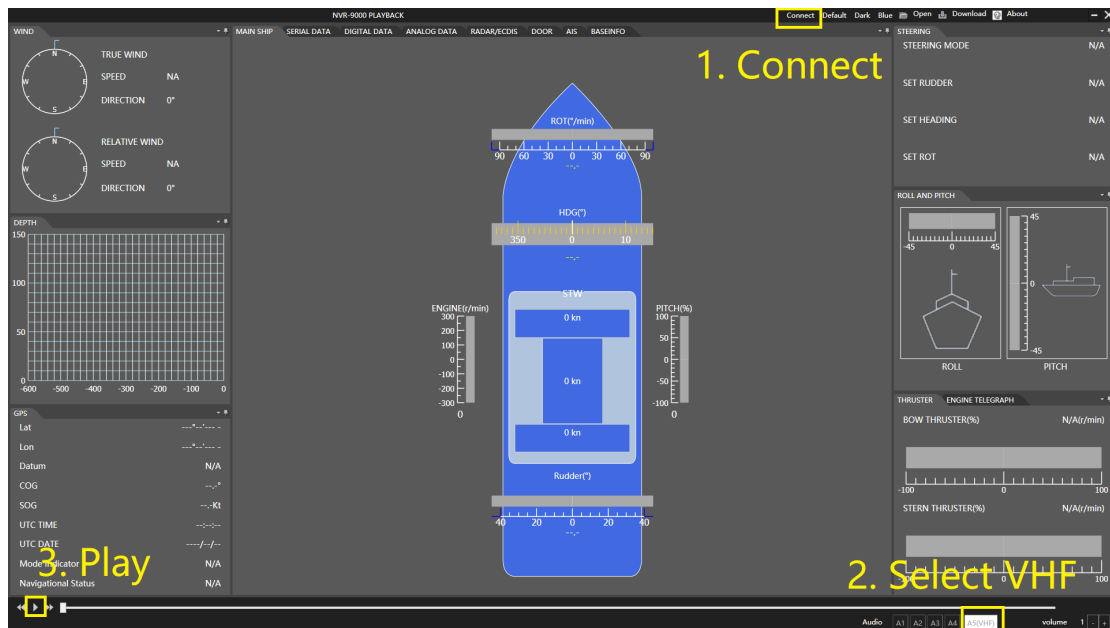 NVR-9000 PLAYBACK
Connect Default Dark Blue Open Download About
WIND
MAIN SHIP SERIAL DATA DIGITAL DATA ANALOG DATA RADAR/ECDIS DOOR AIS BASEINFO
STEERING
1. Connect
N
W E
S
TRUE WIND
SPEED NA
DIRECTION 0°
N
W E
S
RELATIVE WIND
SPEED NA
DIRECTION 0°
STEERING MODE N/A
SET RUDDER N/A
SET HEADING N/A
SET ROT N/A
ROT(°/min)
90 60 30 0 30 60 90
--.-
HDG(°)
350 0 10
--.-
STW
0 kn
0 kn
0 kn
ENGINE(r/min)
300
200
100
0
-100
-200
-300
0
PITCH(%)
100
50
0
-50
-100
0
Rudder(°)
40 20 0 20 40
--.-
DEPTH
150
100
50
0
-600 -500 -400 -300 -200 -100 0
ROLL AND PITCH
-45 0 45
45
0
-45
ROLL PITCH
GPS
Lat ---°--'--- -
Lon ---°--'--- -
Datum N/A
COG --.-°
SOG --.-Kt
UTC TIME --:--:--
UTC DATE ----/--/--
Mode Indicator N/A
Navigational Status N/A
3. Play
THRUSTER ENGINE TELEGRAPH
BOW THRUSTER(%) N/A(r/min)
-100 0 100
STERN THRUSTER(%) N/A(r/min)
-100 0 100
2. Select VHF
Audio A1 A2 A3 A4 A5(VHF) volume 1 - +